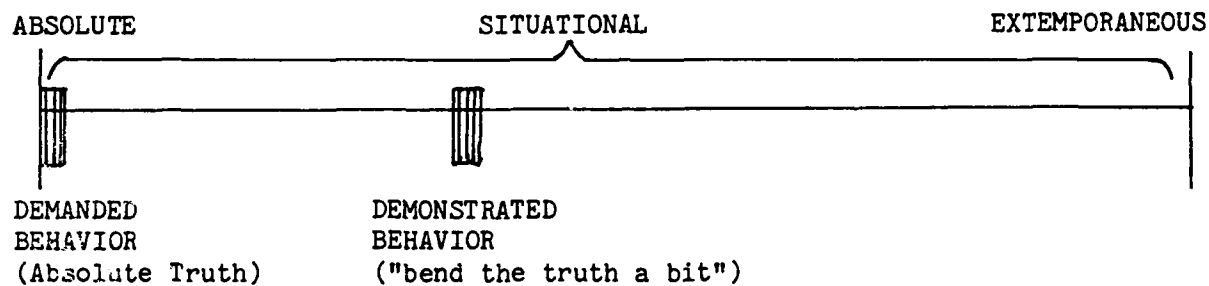 ABSOLUTE SITUATIONAL EXTEMPORANEOUS
DEMANDED DEMONSTRATED
BEHAVIOR BEHAVIOR
(Absolute Truth) ("bend the truth a bit")